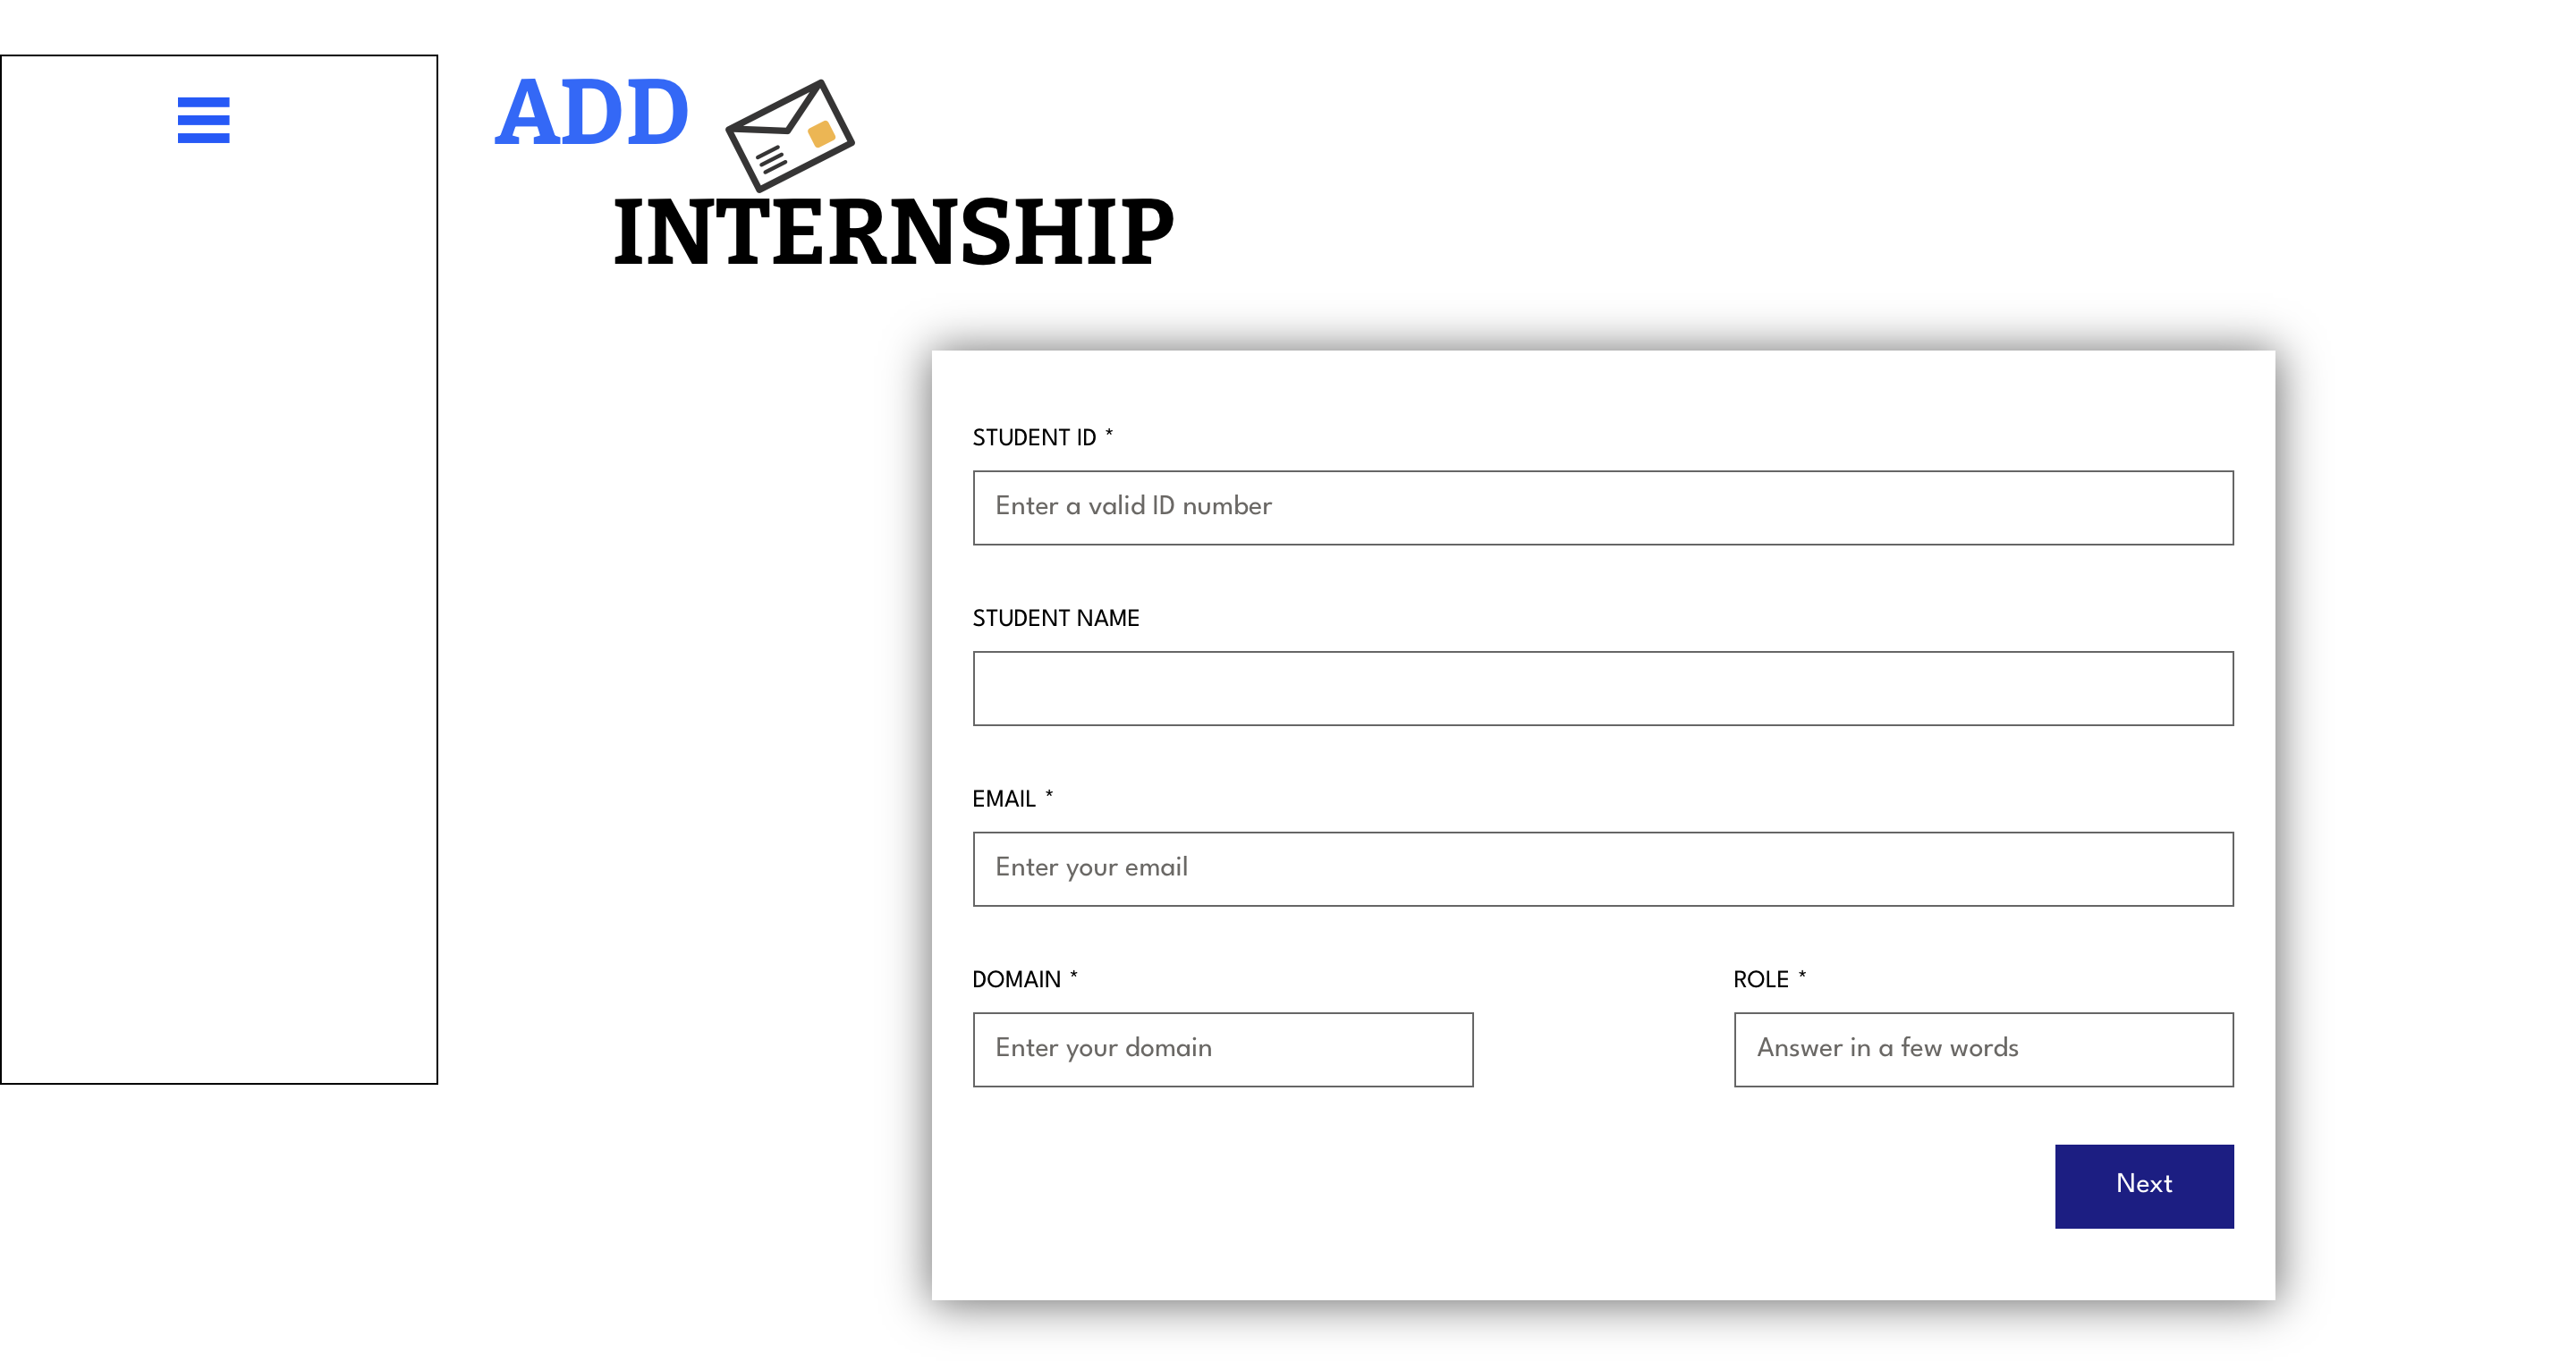 ADD
INTERNSHIP
STUDENT ID *
Enter a valid ID number
STUDENT NAME
EMAIL *
Enter your email
DOMAIN *
ROLE *
Enter your domain
Answer in a few words
Next